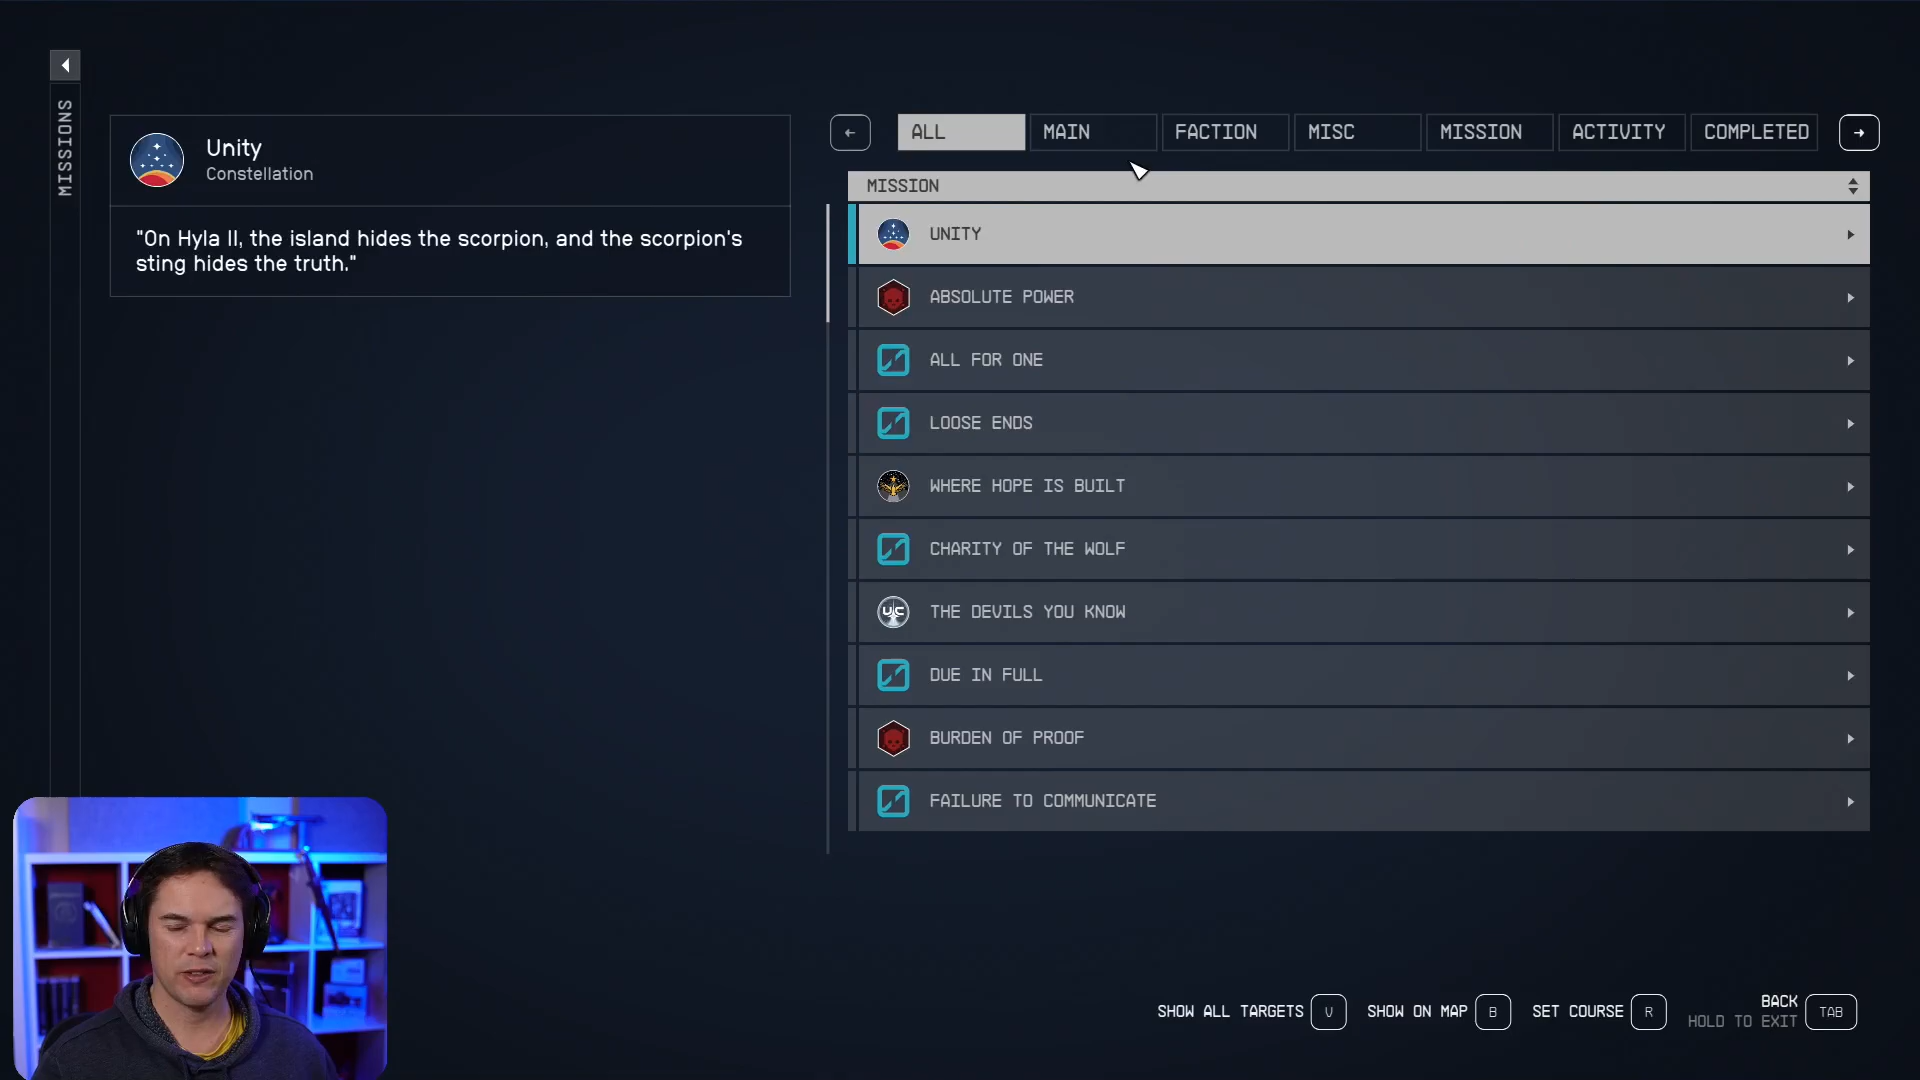 MISSIONS
Unity
Constellation
"On Hyla II, the island hides the scorpion, and the scorpion's
sting hides the truth."
ALL MAIN FACTION MISC MISSION ACTIVITY COMPLETED
MISSION
UNITY
ABSOLUTE POWER
ALL FOR ONE
LOOSE ENDS
WHERE HOPE IS BUILT
CHARITY OF THE WOLF
UC THE DEVILS YOU KNOW
DUE IN FULL
BURDEN OF PROOF
FAILURE TO COMMUNICATE
SHOW ALL TARGETS V SHOW ON MAP B SET COURSE R BACK TAB
HOLD TO EXIT